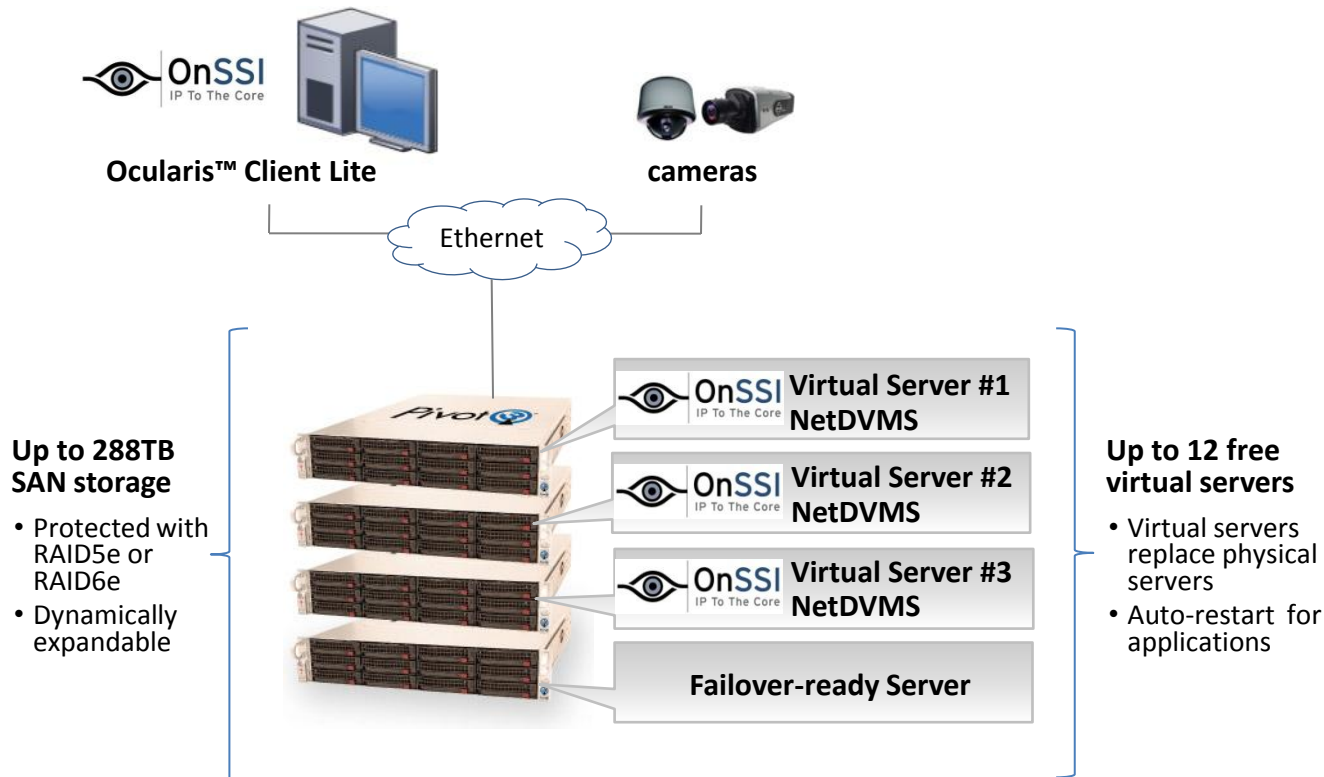 OnSSI
IP To The Core
Ocularis™ Client Lite
cameras
Ethernet
Pivot3
Up to 288TB
SAN storage
• Protected with
RAID5e or
RAID6e
• Dynamically
expandable
OnSSI
IP To The Core
Virtual Server #1
NetDVMS
OnSSI
IP To The Core
Virtual Server #2
NetDVMS
OnSSI
IP To The Core
Virtual Server #3
NetDVMS
Failover-ready Server
Up to 12 free
virtual servers
• Virtual servers
replace physical
servers
• Auto-restart for
applications